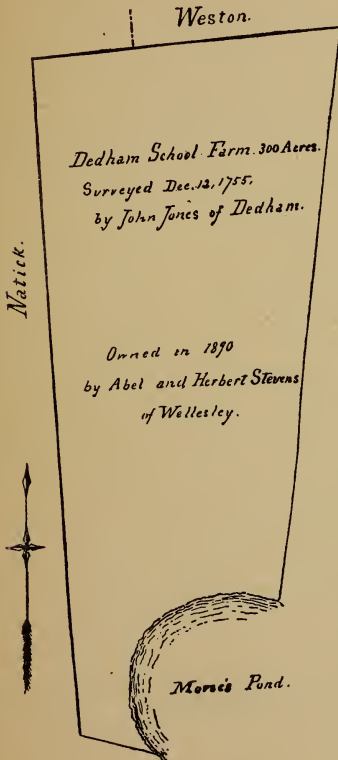 Weston.
Dedham School Farm. 300 Acres.
Surveyed Dec. 12, 1755,
by John Jones of Dedham.
Natick.
Owned in 1890
by Abel and Herbert Stevens
of Wellesley.
Morse's Pond.